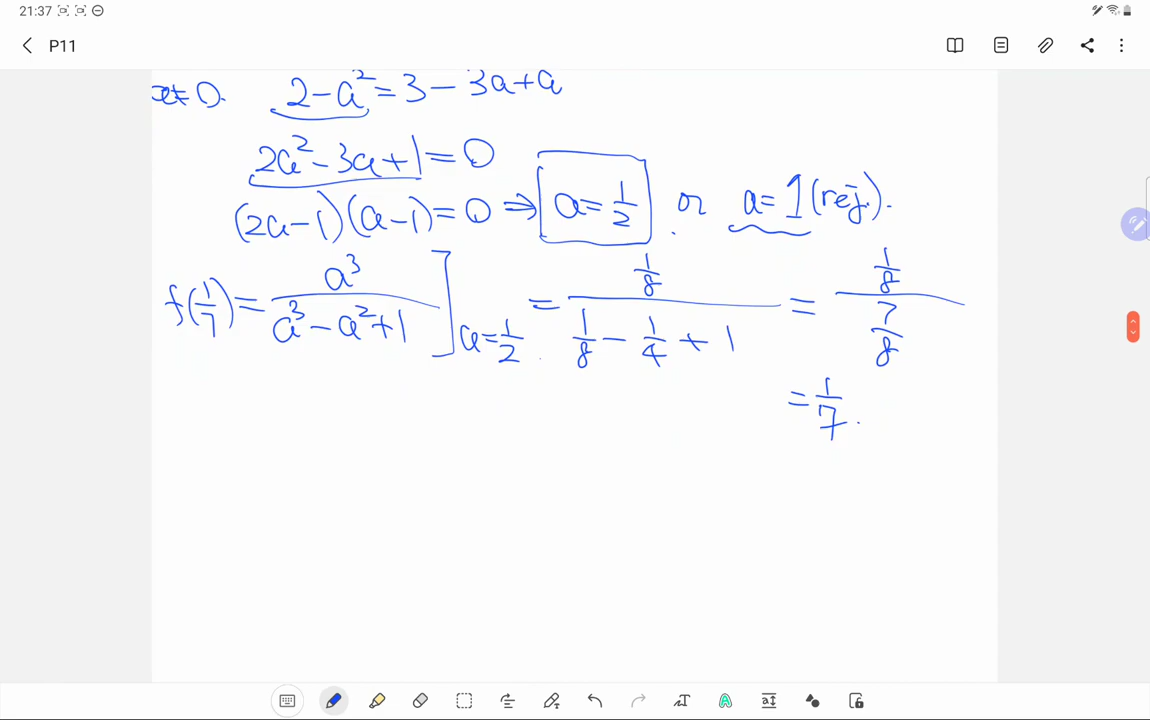 21:37
P11
2-a²=3-3a+a
2a²-3a+1=0
(2a-1)(a-1)=0 ⇒ a=1/2 or a=1 (rej.).
f(1/7) = a³/(a³-a²+1)]a=1/2 = (1/8)/(1/8 - 1/4 + 1) = (1/8)/(7/8)
= 1/7.